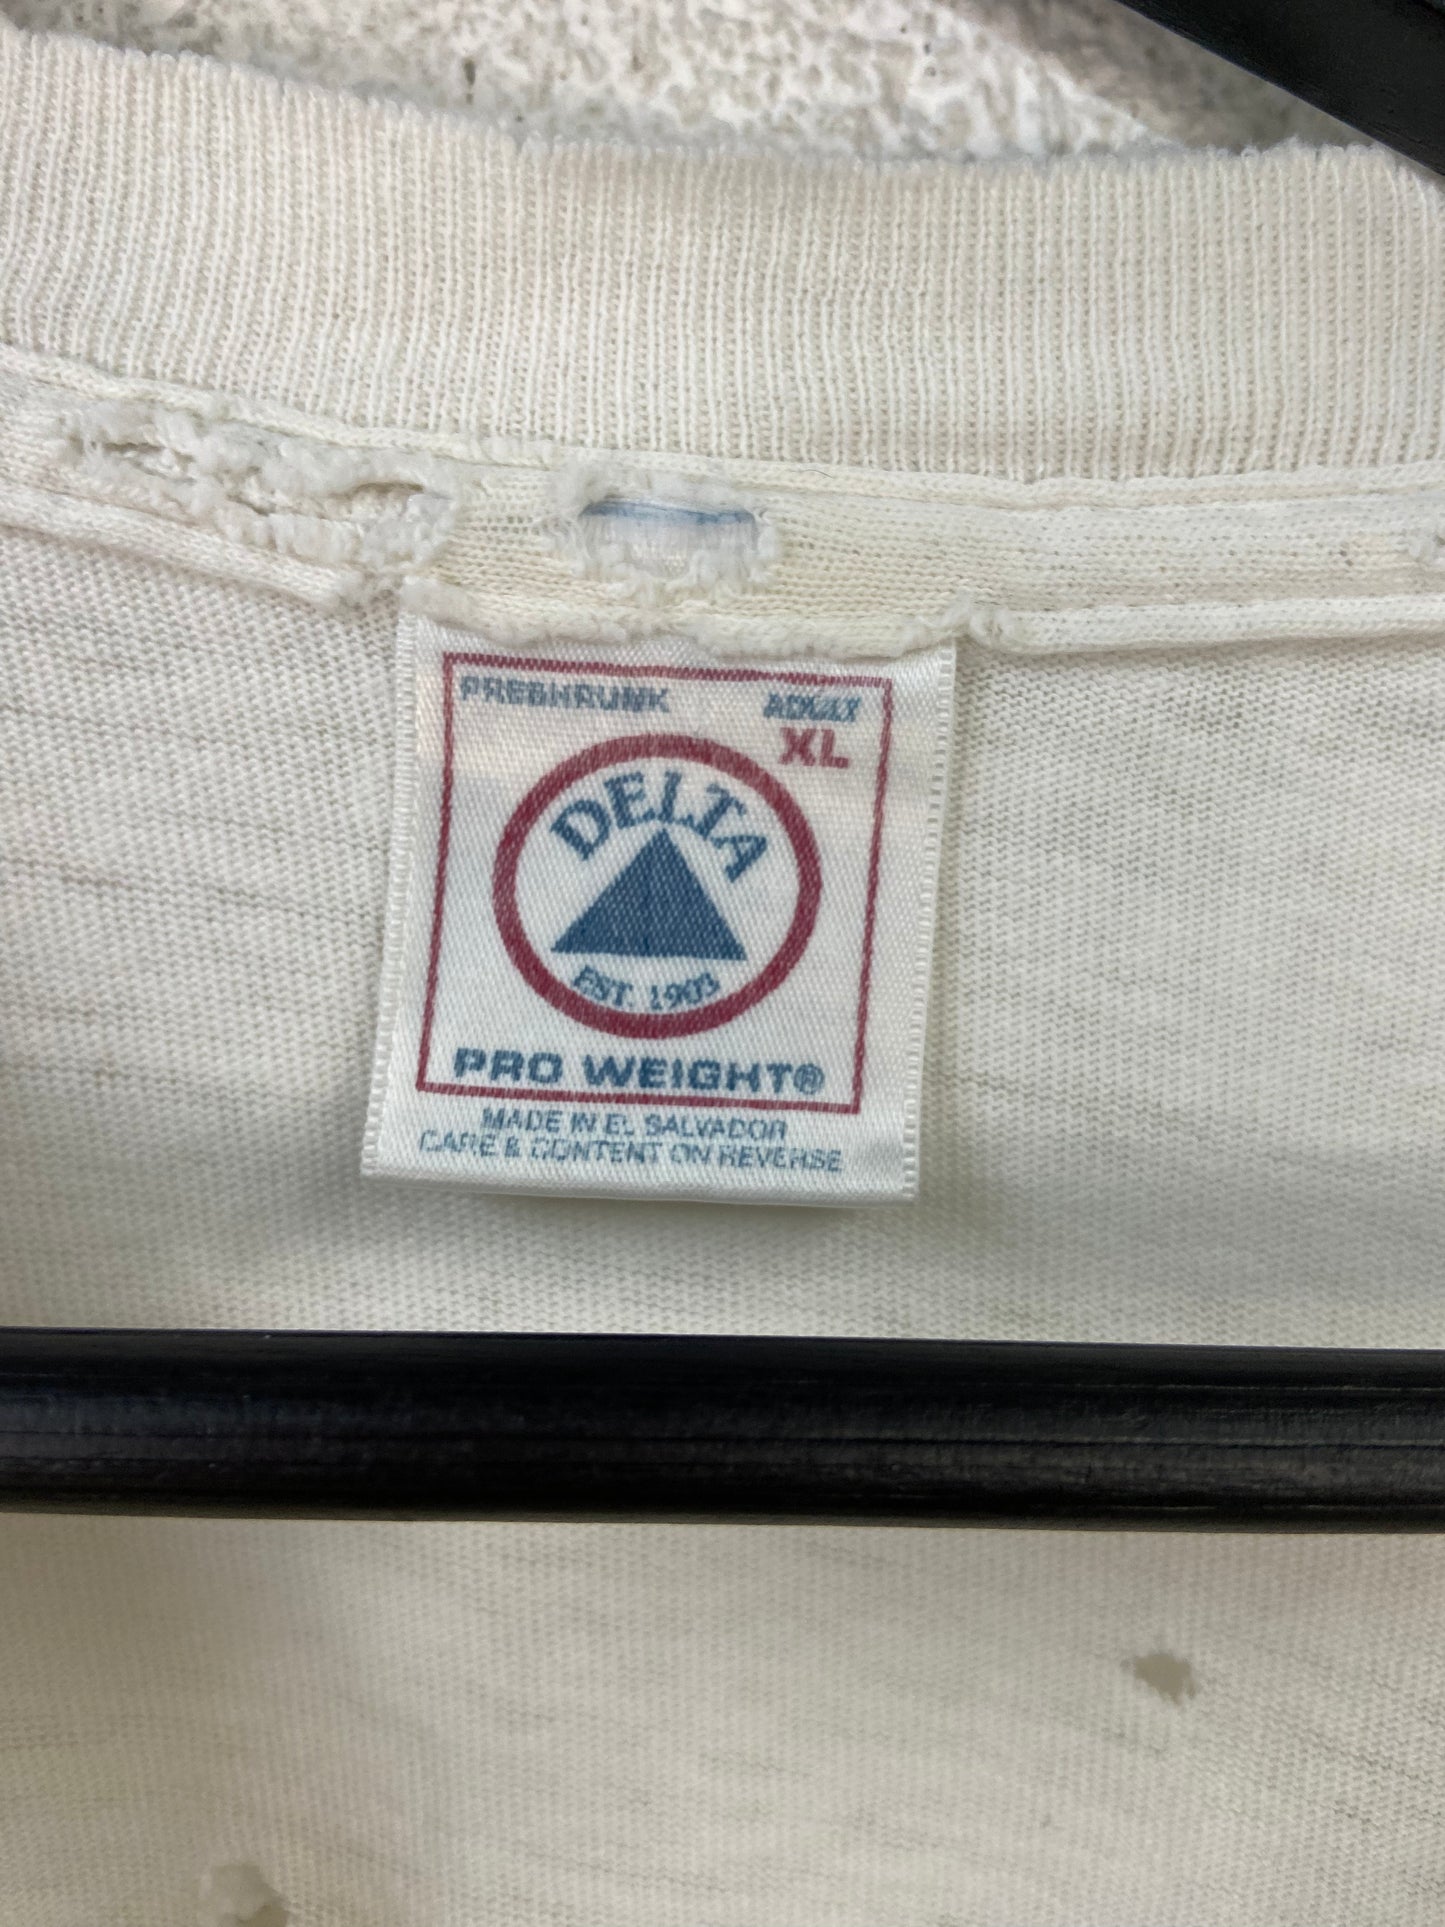 PRESHRUNK ADULT
XL
DELTA
EST. 1903
PRO WEIGHT®
MADE IN EL SALVADOR
CARE & CONTENT ON REVERSE